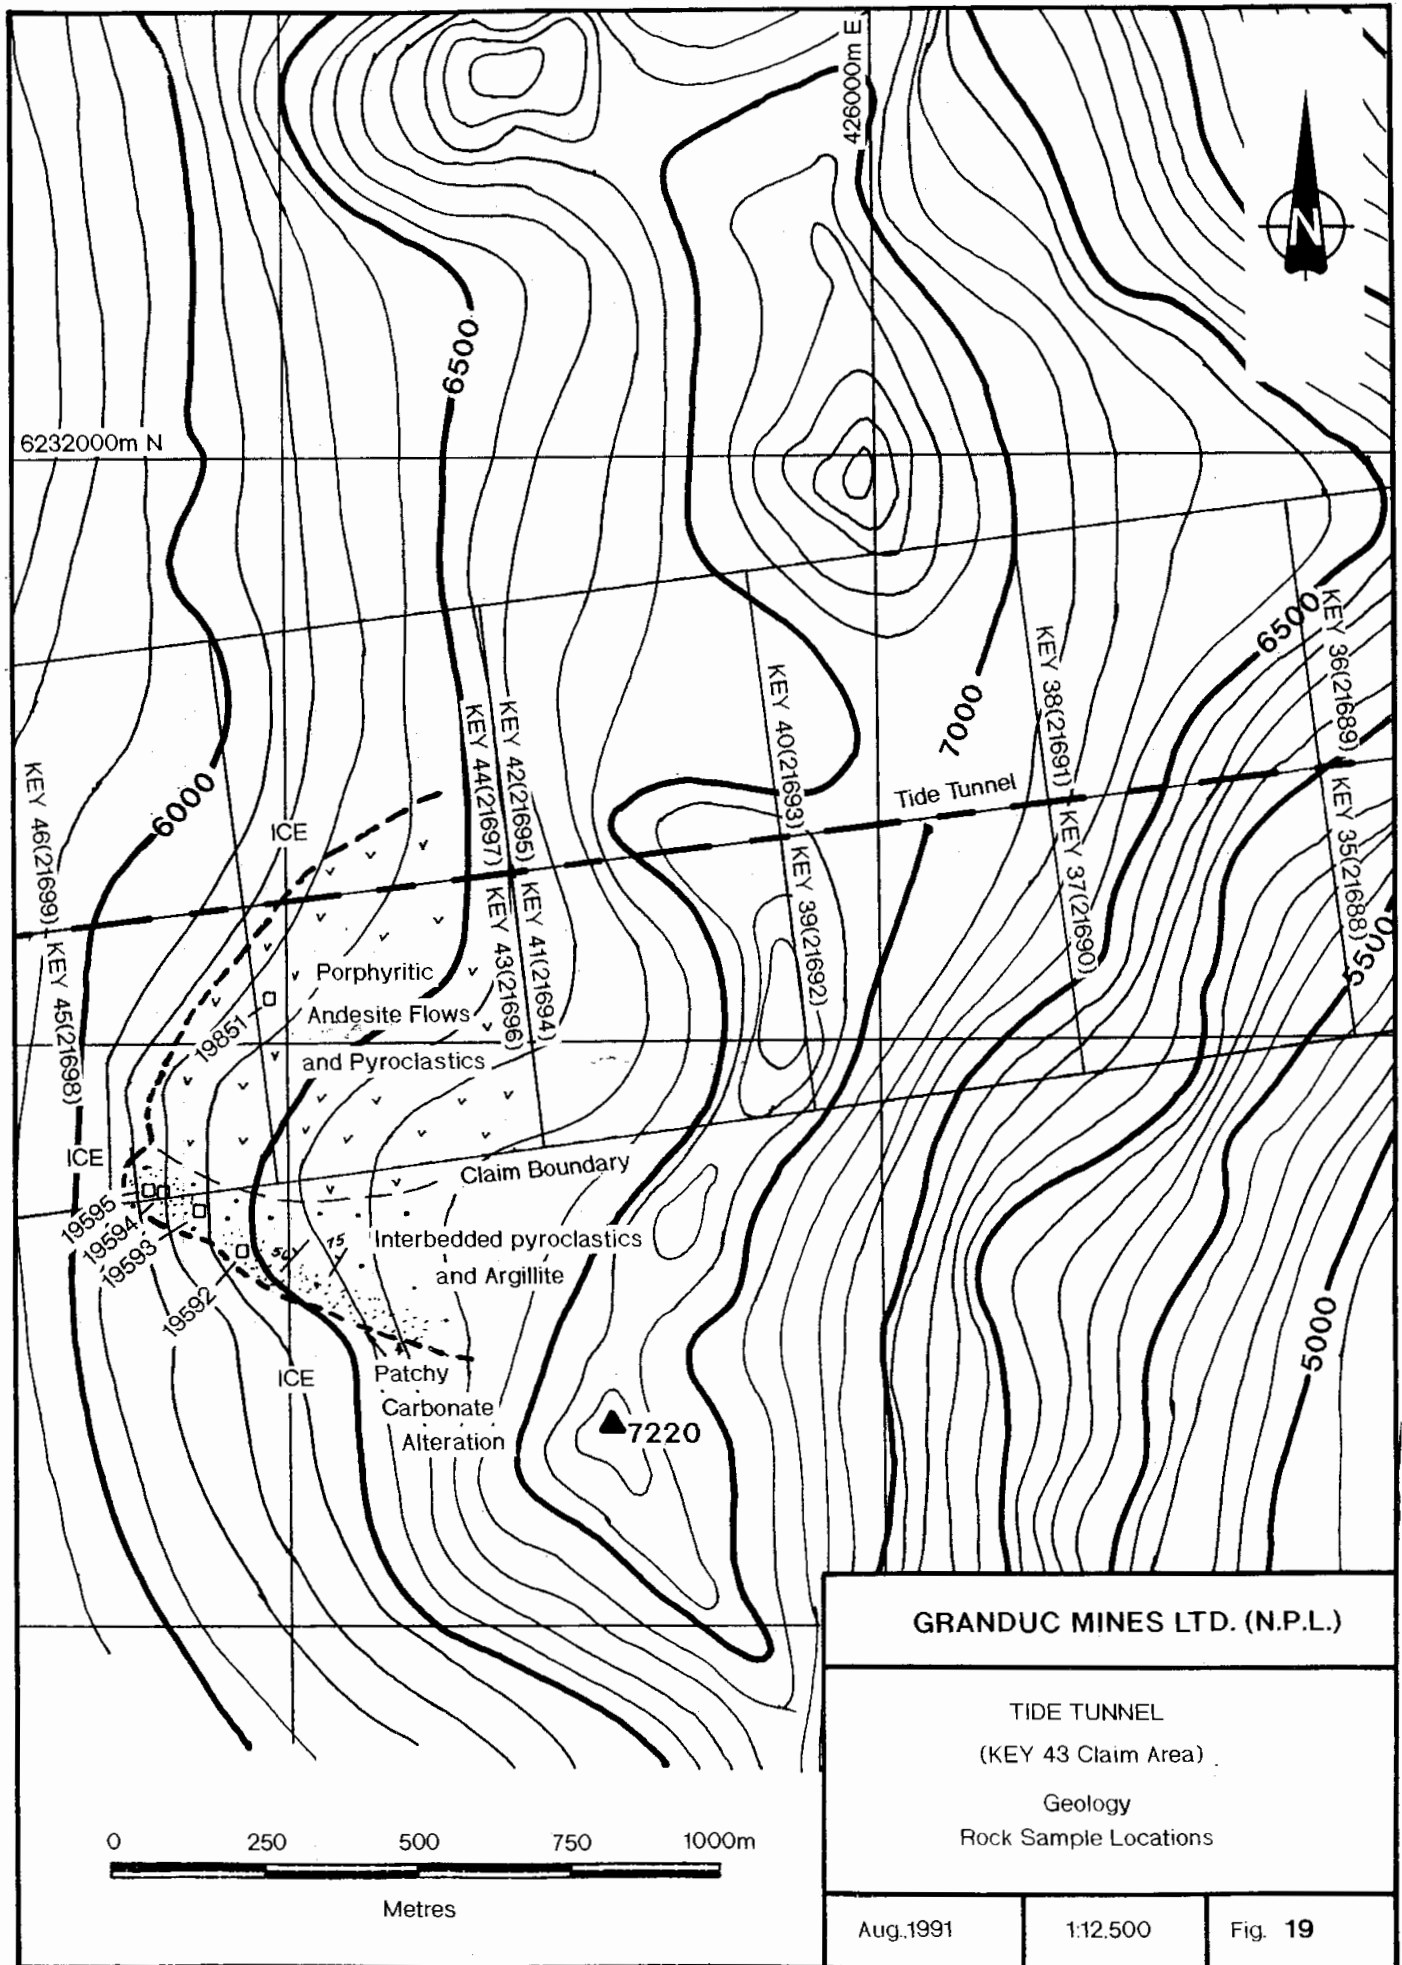 426000m E
N
6500
6232000m N
KEY 36(21689)
6500
KEY 38(21691)
KEY 40(21693)
7000
KEY 42(21695)
KEY 44(21697)
KEY 46(21699)
6000
Tide Tunnel
ICE
KEY 35(21688)
KEY 37(21690)
KEY 39(21692)
KEY 41(21694)
KEY 43(21696)
KEY 45(21698)
5500
Porphyritic
Andesite Flows
and Pyroclastics
19851
ICE
Claim Boundary
19595
19594
19593
19592
50
75
Interbedded pyroclastics
and Argillite
5000
ICE
Patchy
Carbonate
Alteration
7220
GRANDUC MINES LTD. (N.P.L.)
TIDE TUNNEL
(KEY 43 Claim Area)
Geology
Rock Sample Locations
0 250 500 750 1000m
Metres
Aug.,1991 1:12,500 Fig. 19